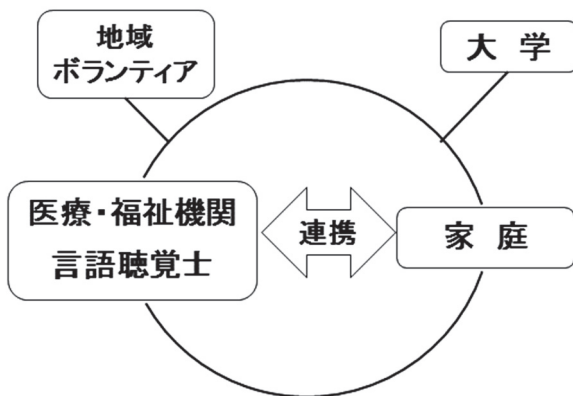 地域
ボランティア
大 学
医療・福祉機関
言語聴覚士
連携
家 庭